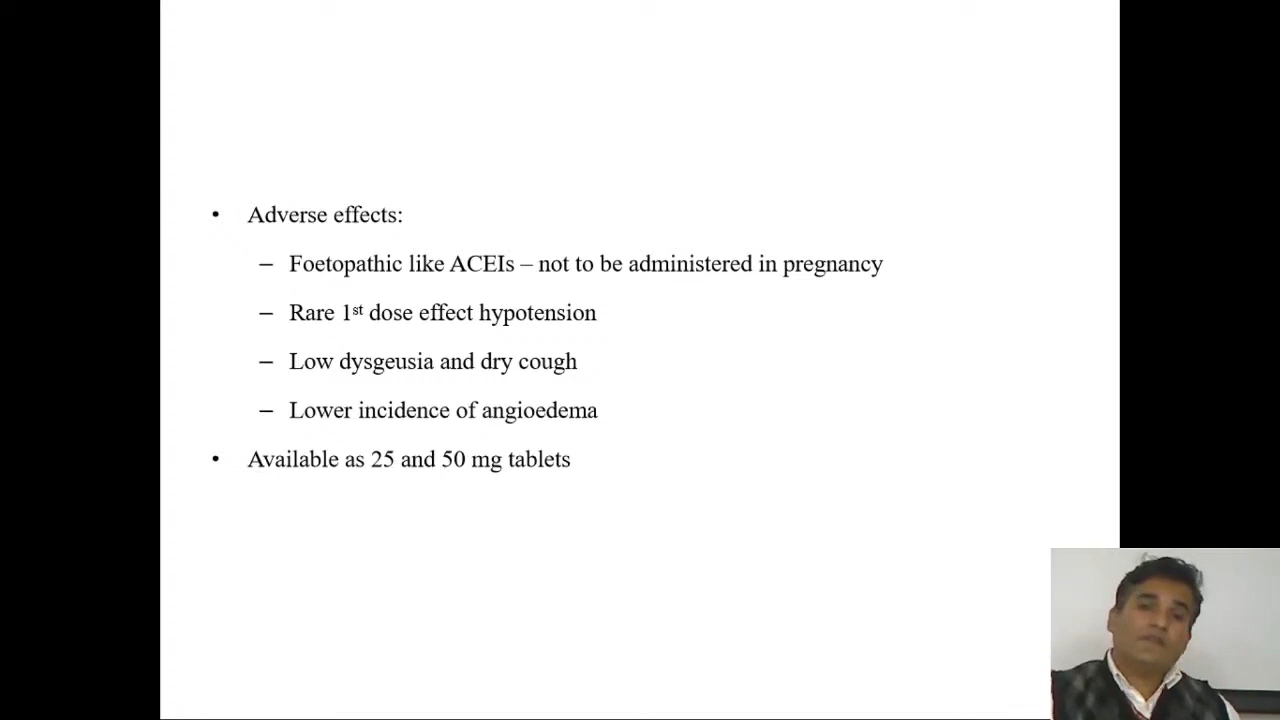 • Adverse effects:
– Foetopathic like ACEIs – not to be administered in pregnancy
– Rare 1st dose effect hypotension
– Low dysgeusia and dry cough
– Lower incidence of angioedema
• Available as 25 and 50 mg tablets